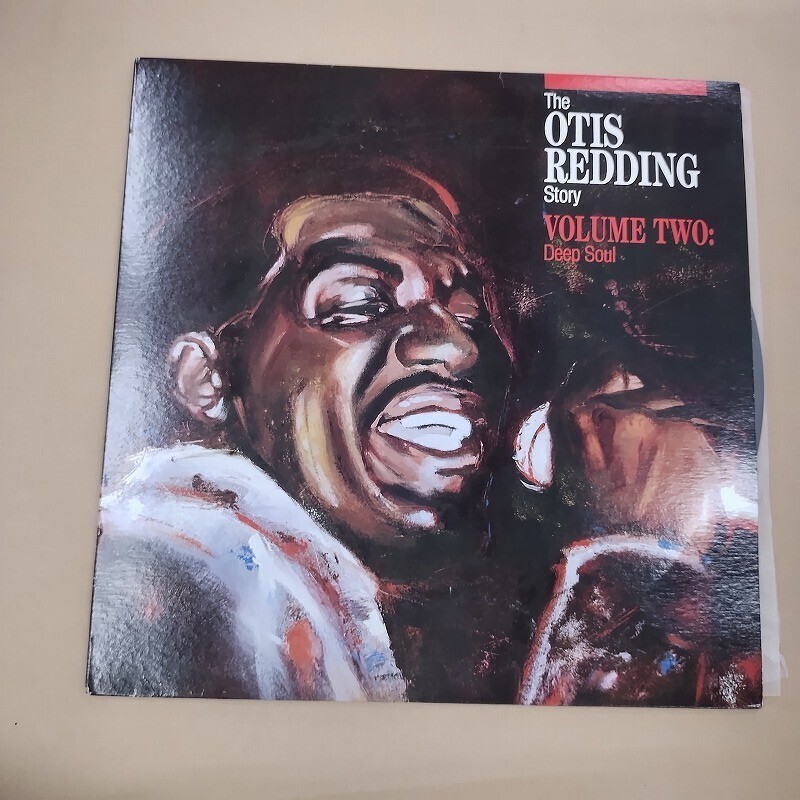 The
OTIS
REDDING
Story
VOLUME TWO:
Deep Soul